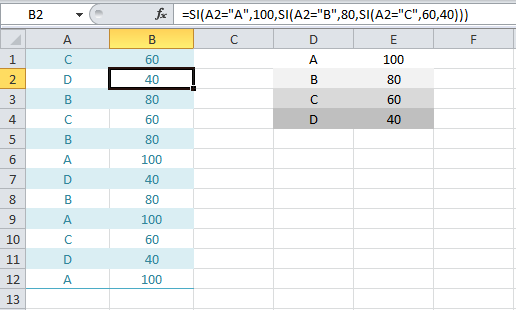 B2 fx =SI(A2="A",100,SI(A2="B",80,SI(A2="C",60,40)))
A B C D E F
1 C 60 A 100
2 D 40 B 80
3 B 80 C 60
4 C 60 D 40
5 B 80
6 A 100
7 D 40
8 B 80
9 A 100
10 C 60
11 D 40
12 A 100
13